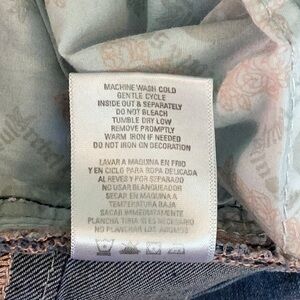 MACHINE WASH COLD
GENTLE CYCLE
INSIDE OUT & SEPARATELY
DO NOT BLEACH
TUMBLE DRY LOW
REMOVE PROMPTLY
WARM IRON IF NEEDED
DO NOT IRON ON DECORATION
LAVAR A MAQUINA EN FRIO
Y EN CICLO PARA ROPA DELICADA
AL REVES Y POR SEPARADO
NO USAR BLANQUEADOR
SECAR EN MAQUINA A
TEMPERATURA BAJA
SACAR IMMEDIATAMENTE
PLANCHA TIBIA SI ES NECESARIO
NO PLANCHAR LOS ADORNOS